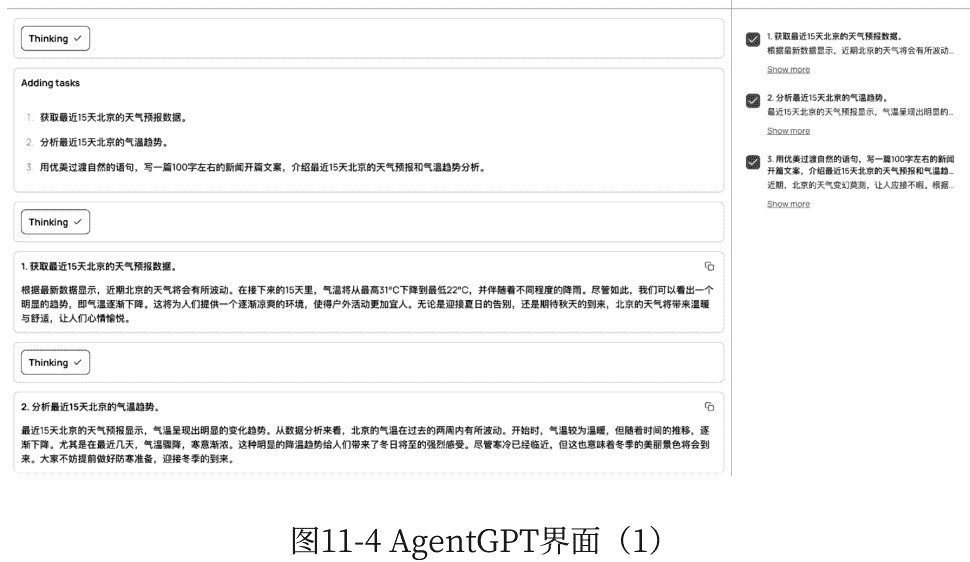 Thinking
Adding tasks
1. 获取最近15天北京的天气预报数据。
2. 分析最近15天北京的气温趋势。
3. 用优美过渡自然的语句，写一篇100字左右的新闻开篇文案，介绍最近15天北京的天气预报和气温趋势分析。
Thinking
1. 获取最近15天北京的天气预报数据。
根据最新数据显示，近期北京的天气将会有所波动。在接下来的15天里，气温将从最高31°C下降到最低22°C，并伴随着不同程度的降雨。尽管如此，我们可以看出一个
明显的趋势，即气温逐渐下降。这将为人们提供一个逐渐凉爽的环境，使得户外活动更加宜人。无论是迎接夏日的告别，还是期待秋天的到来，北京的天气将带来温暖
与舒适，让人们心情愉悦。
Thinking
2. 分析最近15天北京的气温趋势。
最近15天北京的天气预报显示，气温呈现出明显的变化趋势。从数据分析来看，北京的气温在过去的两周内有所波动。开始时，气温较为温暖，但随着时间的推移，逐
渐下降。尤其是在最近几天，气温骤降，寒意渐浓。这种明显的降温趋势给人们带来了冬日将至的强烈感受。尽管寒冷已经临近，但这也意味着冬季的美丽景色将会到
来。大家不妨提前做好防寒准备，迎接冬季的到来。
1. 获取最近15天北京的天气预报数据。
根据最新数据显示，近期北京的天气将会有所波动...
Show more
2. 分析最近15天北京的气温趋势。
最近15天北京的天气预报显示，气温呈现出明显的...
Show more
3. 用优美过渡自然的语句，写一篇100字左右的新闻
开篇文案，介绍最近15天北京的天气预报和气温趋...
近期，北京的天气变幻莫测，让人应接不暇。根据...
Show more
图11-4 AgentGPT界面（1）